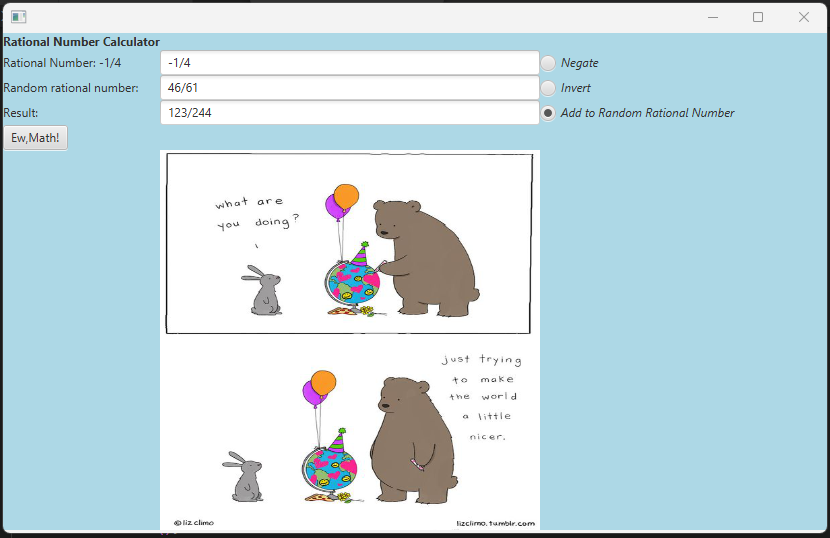 Rational Number Calculator
Rational Number: -1/4
-1/4
Negate
Random rational number:
46/61
Invert
Result:
123/244
Add to Random Rational Number
Ew,Math!
what are
you doing?
just trying
to make
the world
a little
nicer.
© liz climo
lizclimo.tumblr.com